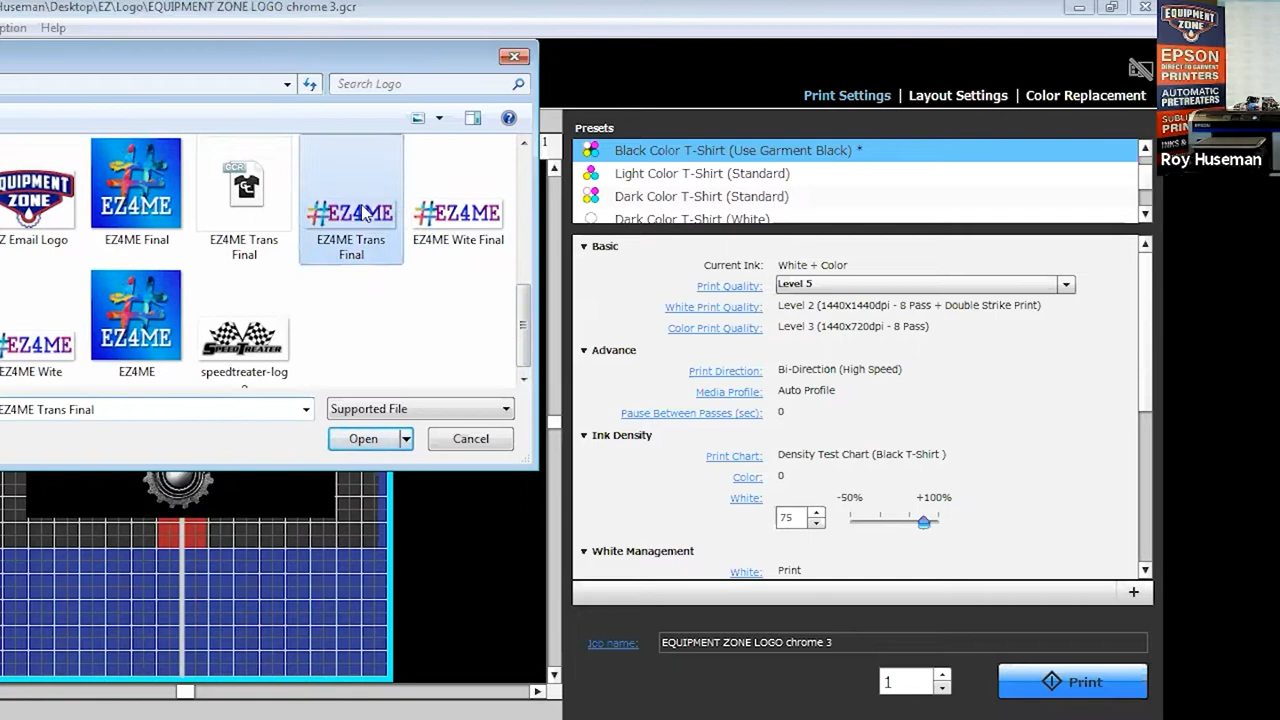 Huseman\Desktop\EZ\Logo\EQUIPMENT ZONE LOGO chrome 3.gcr
ption Help
Search Logo
Print Settings | Layout Settings | Color Replacement
EQUIPMENT
ZONE
EPSON
DIRECT TO GARMENT
PRINTERS
AUTOMATIC
PRETREATERS
INKS &
Roy Huseman
Presets
Black Color T-Shirt (Use Garment Black) *
Light Color T-Shirt (Standard)
Dark Color T-Shirt (Standard)
Dark Color T-Shirt (White)
EQUIPMENT
ZONE
EZ4ME
GCR
#EZ4ME
#EZ4ME
Z Email Logo
EZ4ME Final
EZ4ME Trans
Final
EZ4ME Trans
Final
EZ4ME Wite Final
#EZ4ME
EZ4ME
SPEEDTREATER
EZ4ME Wite
EZ4ME
speedtreater-log
EZ4ME Trans Final
Supported File
Open
Cancel
1
Basic
Current Ink: White + Color
Print Quality: Level 5
White Print Quality: Level 2 (1440x1440dpi - 8 Pass + Double Strike Print)
Color Print Quality: Level 3 (1440x720dpi - 8 Pass)
Advance
Print Direction: Bi-Direction (High Speed)
Media Profile: Auto Profile
Pause Between Passes (sec): 0
Ink Density
Print Chart: Density Test Chart (Black T-Shirt )
Color: 0
White: -50% +100%
75
White Management
White: Print
+
Job name: EQUIPMENT ZONE LOGO chrome 3
1
Print